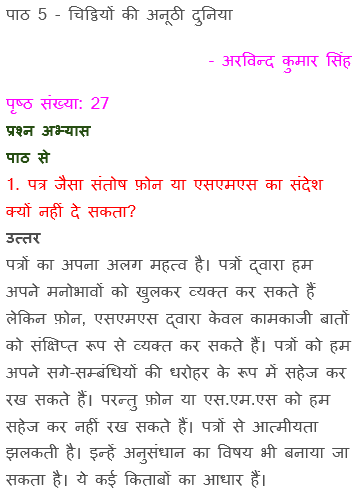 पाठ 5 - चिट्वियों की अनूठी दुनिया
- अरविन्द कुमार सिंह
पृष्ठ संख्या: 27
प्रश्न अभ्यास
पाठ से
1. पत्र जैसा संतोष फ़ोन या एसएमएस का संदेश
क्यों नहीं दे सकता?
उत्तर
पत्रों का अपना अलग महत्व है। पत्रों द्वारा हम
अपने मनोभावों को खुलकर व्यक्त कर सकते हैं
लेकिन फ़ोन, एसएमएस द्वारा केवल कामकाजी बातों
को संक्षिप्त रूप से व्यक्त कर सकते हैं। पत्रों को हम
अपने सगे-सम्बंधियों की धरोहर के रूप में सहेज कर
रख सकते हैं। परन्तु फ़ोन या एस.एम.एस को हम
सहेज कर नहीं रख सकते हैं। पत्रों से आत्मीयता
झलकती है। इन्हें अनुसंधान का विषय भी बनाया जा
सकता है। ये कई किताबों का आधार हैं।